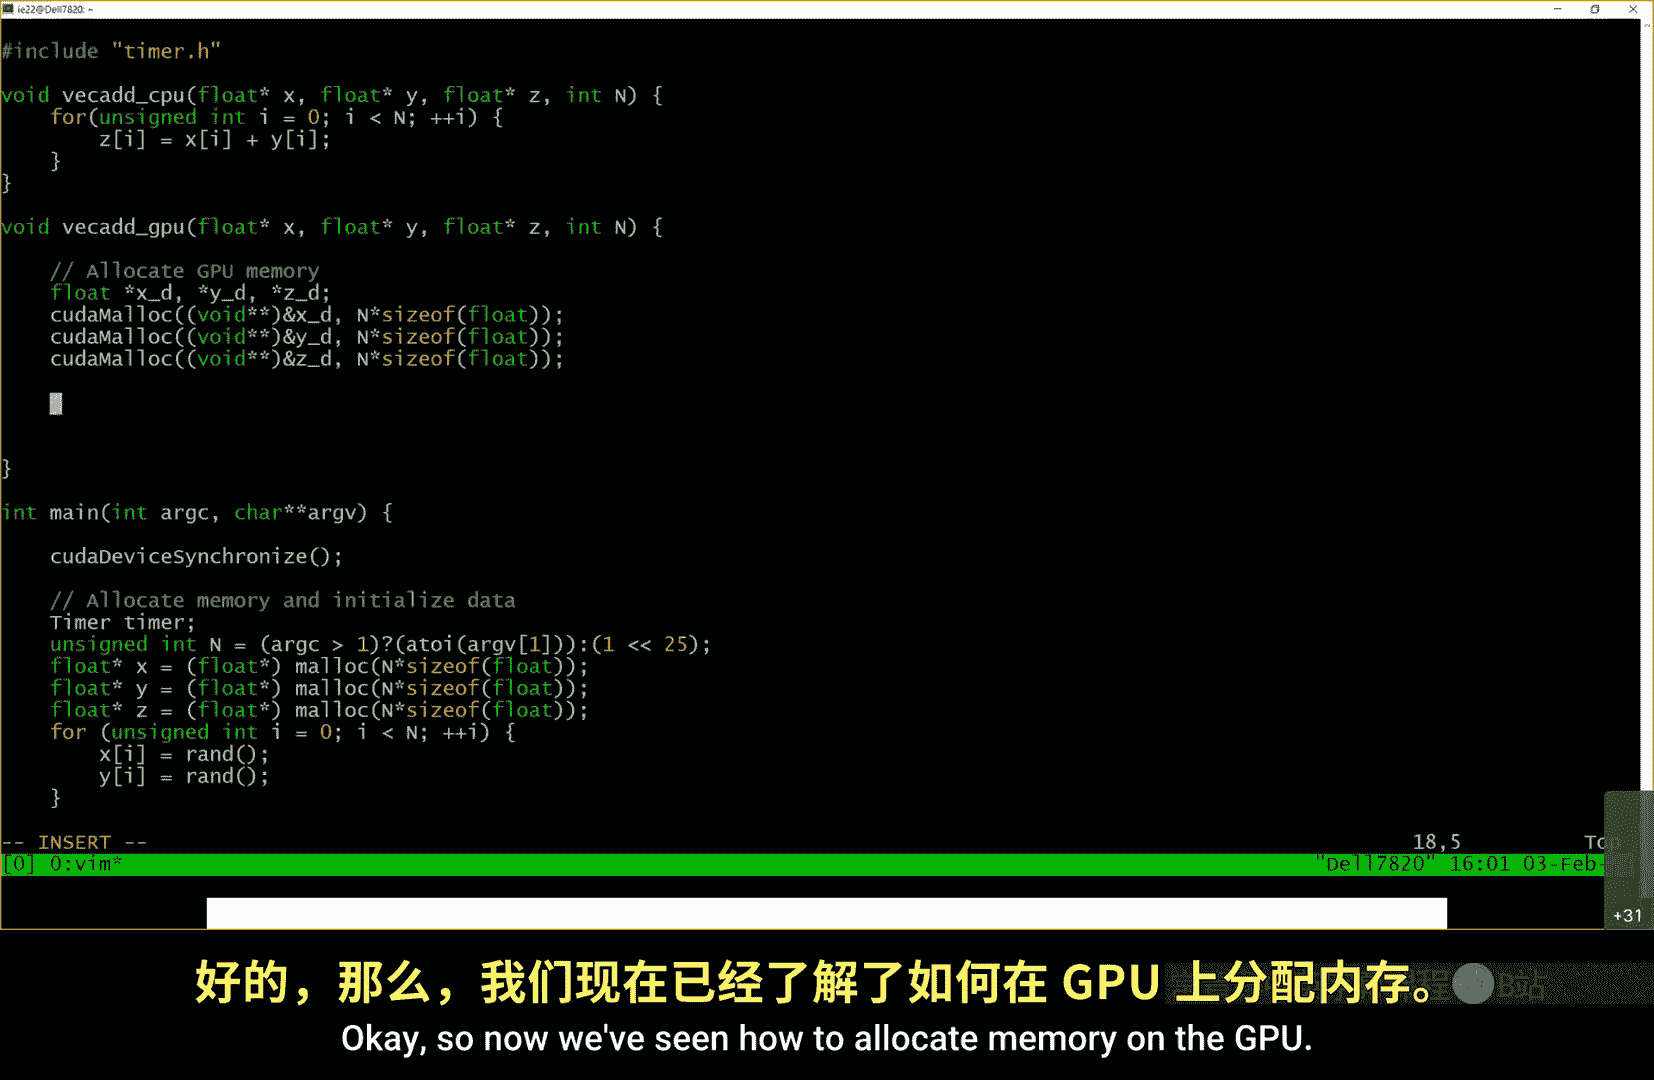 ie22@Dell7820: ~
#include "timer.h"
void vecadd_cpu(float* x, float* y, float* z, int N) {
for(unsigned int i = 0; i < N; ++i) {
z[i] = x[i] + y[i];
}
}
void vecadd_gpu(float* x, float* y, float* z, int N) {
// Allocate GPU memory
float *x_d, *y_d, *z_d;
cudaMalloc((void**)&x_d, N*sizeof(float));
cudaMalloc((void**)&y_d, N*sizeof(float));
cudaMalloc((void**)&z_d, N*sizeof(float));
}
int main(int argc, char**argv) {
cudaDeviceSynchronize();
// Allocate memory and initialize data
Timer timer;
unsigned int N = (argc > 1)?(atoi(argv[1])):(1 << 25);
float* x = (float*) malloc(N*sizeof(float));
float* y = (float*) malloc(N*sizeof(float));
float* z = (float*) malloc(N*sizeof(float));
for (unsigned int i = 0; i < N; ++i) {
x[i] = rand();
y[i] = rand();
}
-- INSERT -- 18,5 Top
[0] 0:vim* "Dell7820" 16:01 03-Feb-
+31
好的，那么，我们现在已经了解了如何在 GPU 上分配内存。
程 B站
Okay, so now we've seen how to allocate memory on the GPU.